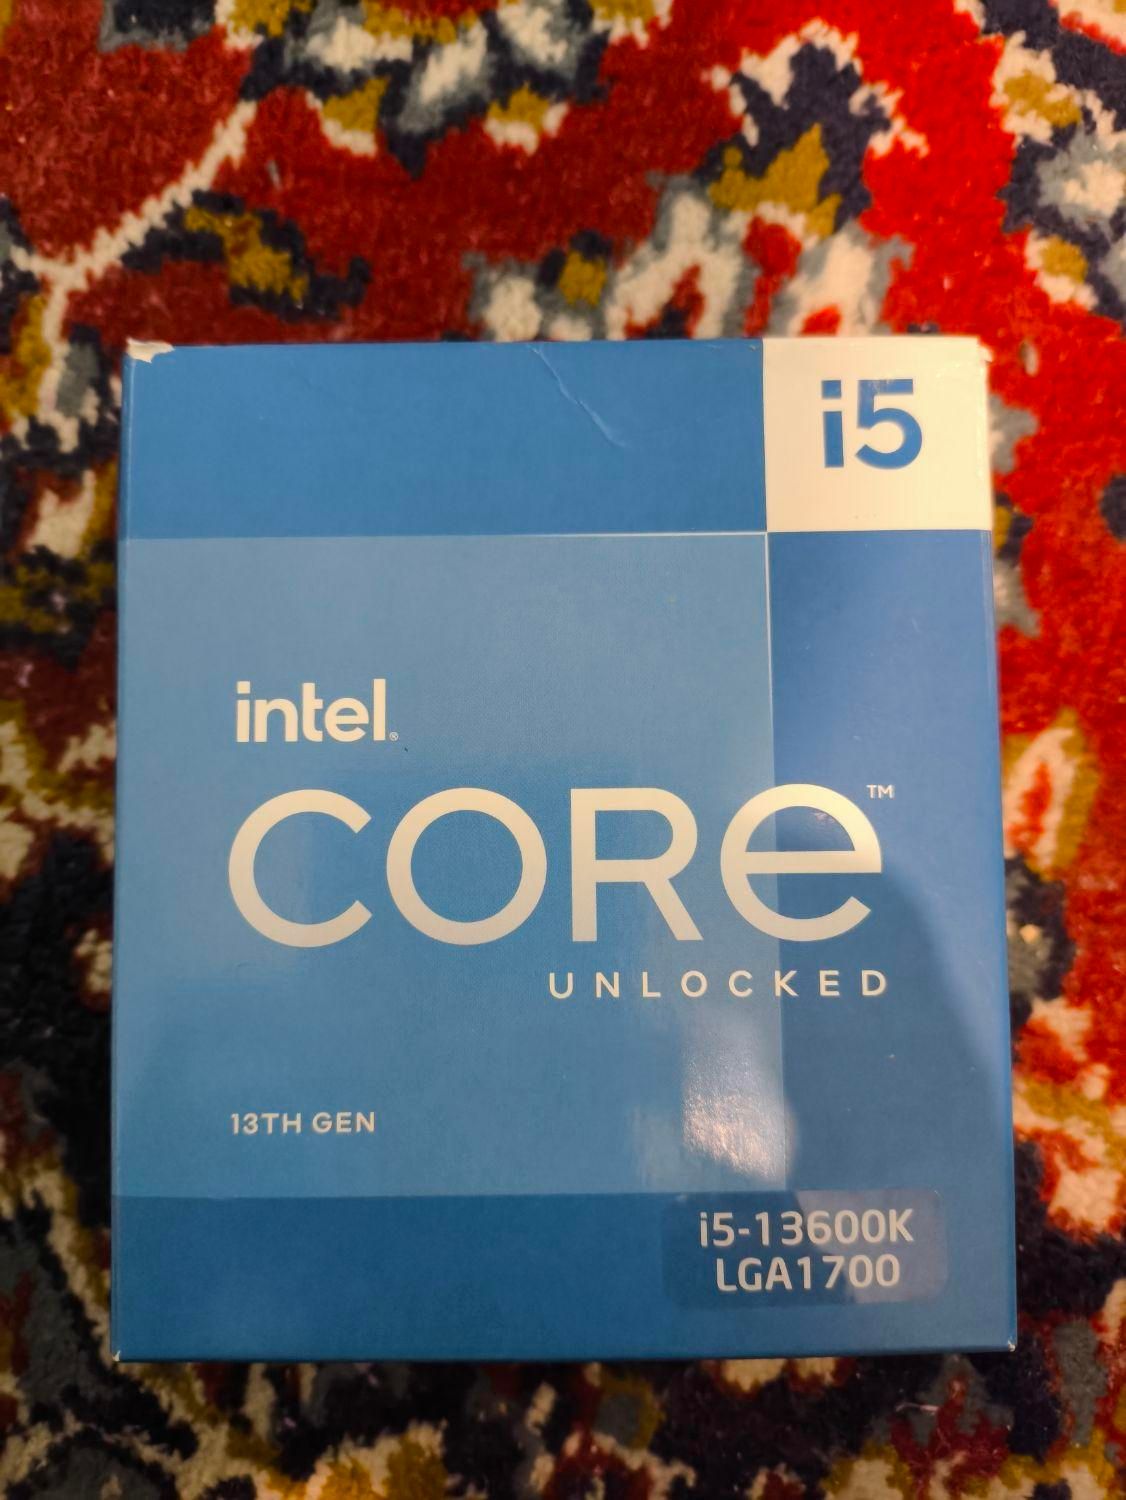 i5
intel®
CORE™
UNLOCKED
13TH GEN
i5-13600K
LGA1700